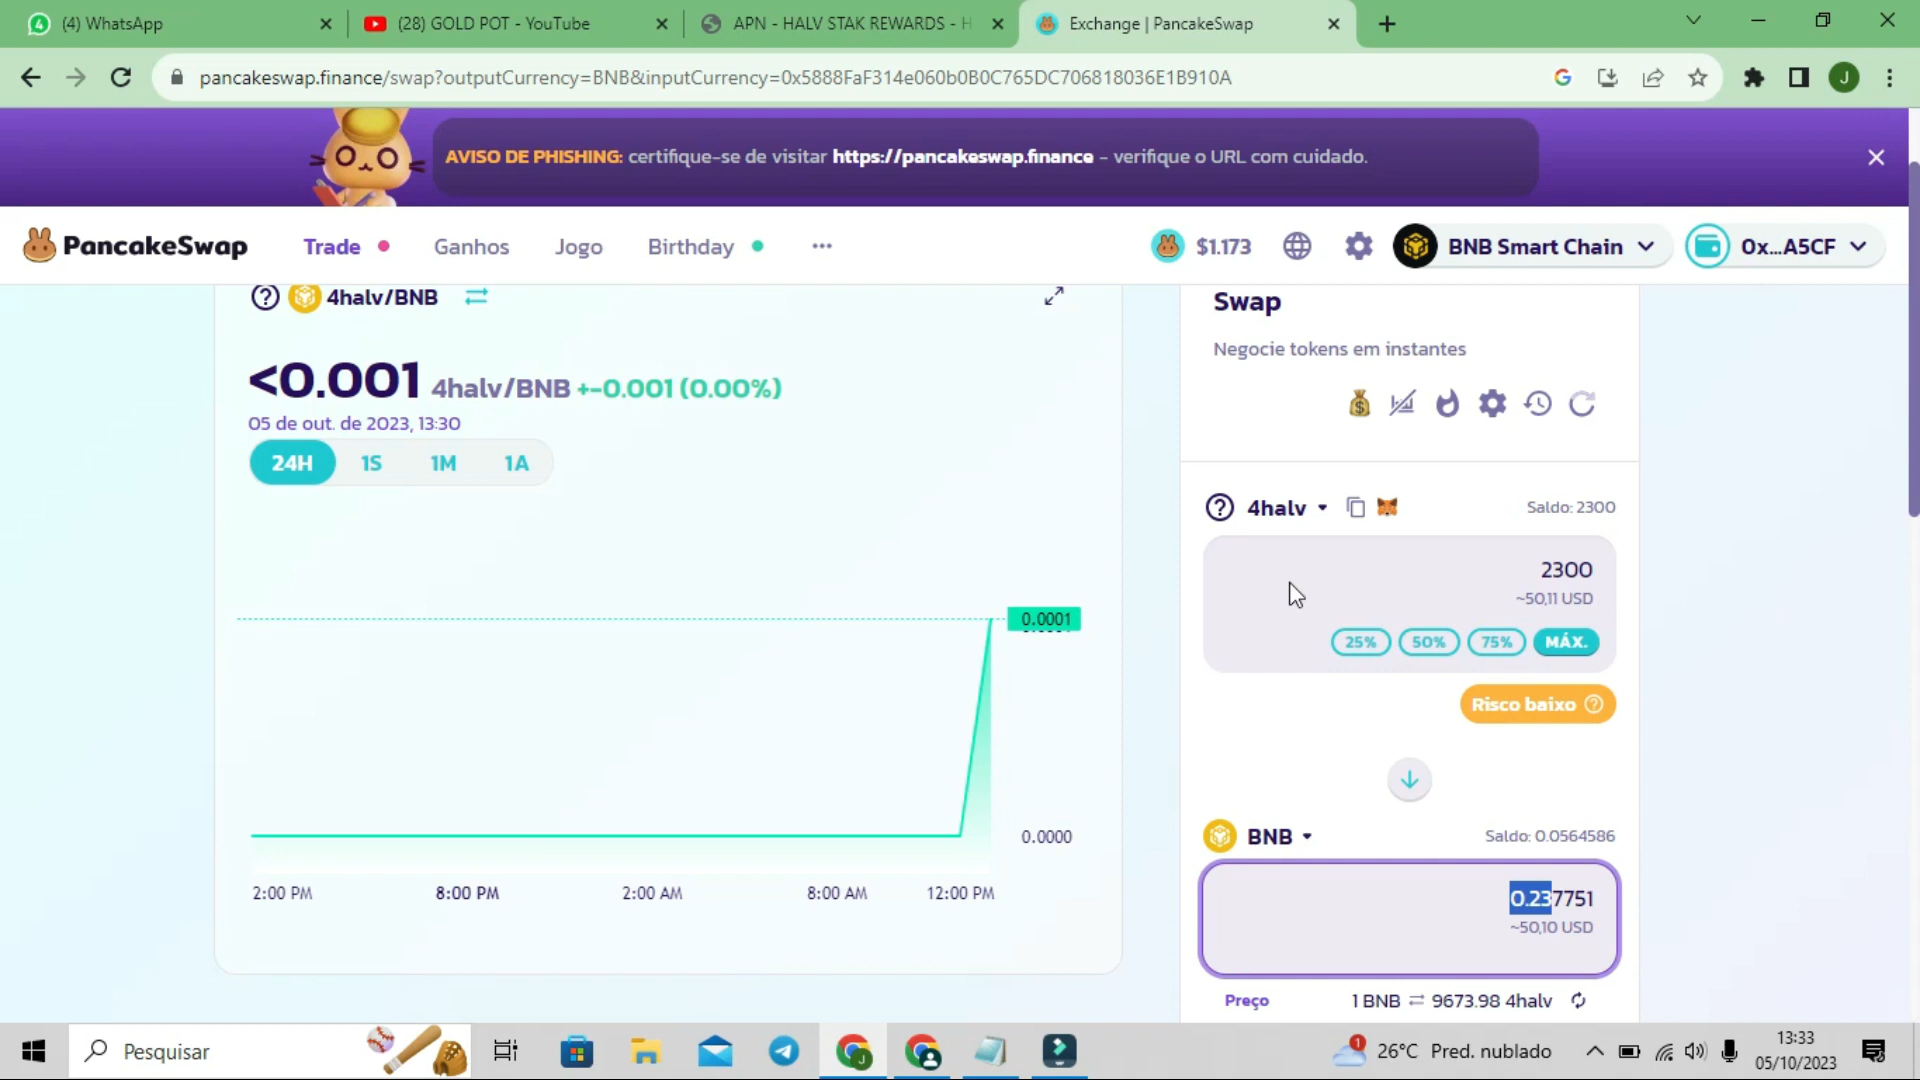 (4) WhatsApp
(28) GOLD POT - YouTube
APN - HALV STAK REWARDS - H
Exchange | PancakeSwap
pancakeswap.finance/swap?outputCurrency=BNB&inputCurrency=0x5888FaF314e060b0B0C765DC706818036E1B910A
J
AVISO DE PHISHING: certifique-se de visitar https://pancakeswap.finance - verifique o URL com cuidado.
PancakeSwap
Trade
Ganhos
Jogo
Birthday
$1.173
BNB Smart Chain
0x...A5CF
4halv/BNB
<0.001 4halv/BNB +-0.001 (0.00%)
05 de out. de 2023, 13:30
24H
1S
1M
1A
0.0001
0.0000
2:00 PM
8:00 PM
2:00 AM
8:00 AM
12:00 PM
Swap
Negocie tokens em instantes
4halv
Saldo: 2300
2300
~50,11 USD
25%
50%
75%
MÁX.
Risco baixo
BNB
Saldo: 0.0564586
0.237751
~50,10 USD
Preço
1 BNB ⇌ 9673.98 4halv
Pesquisar
J
1
26°C Pred. nublado
13:33
05/10/2023